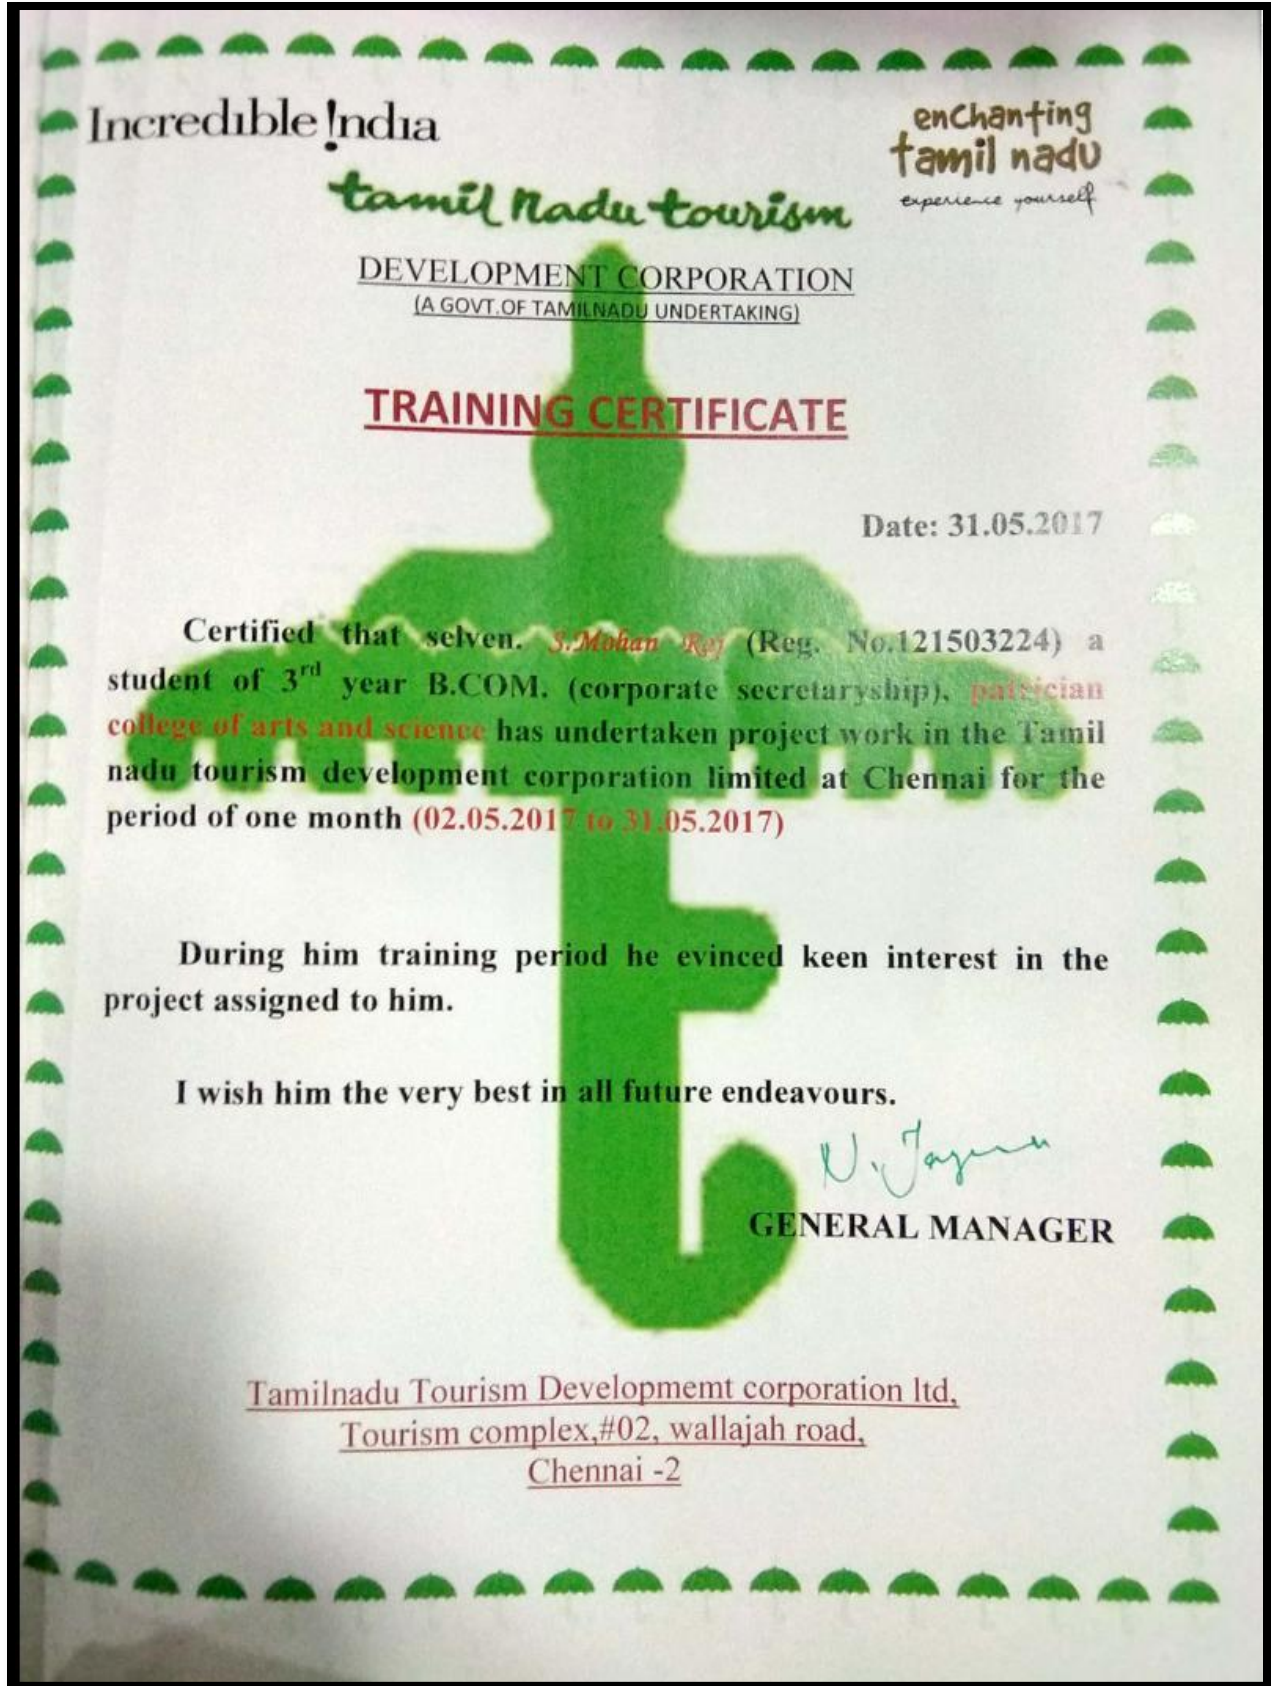 Incredible !ndia
enchanting
tamil nadu
experience yourself
tamil nadu tourism
DEVELOPMENT CORPORATION
(A GOVT.OF TAMILNADU UNDERTAKING)
TRAINING CERTIFICATE
Date: 31.05.2017
Certified that selven. S.Mohan Raj (Reg. No.121503224) a
student of 3rd year B.COM. (corporate secretaryship), patrician
college of arts and science has undertaken project work in the Tamil
nadu tourism development corporation limited at Chennai for the
period of one month (02.05.2017 to 31.05.2017)
During him training period he evinced keen interest in the
project assigned to him.
I wish him the very best in all future endeavours.
GENERAL MANAGER
Tamilnadu Tourism Developmemt corporation ltd,
Tourism complex,#02, wallajah road,
Chennai -2